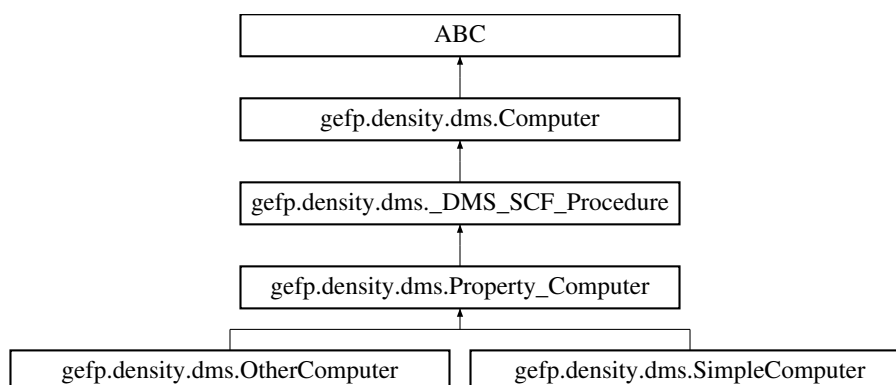 ABC
gefp.density.dms.Computer
gefp.density.dms._DMS_SCF_Procedure
gefp.density.dms.Property_Computer
gefp.density.dms.OtherComputer
gefp.density.dms.SimpleComputer